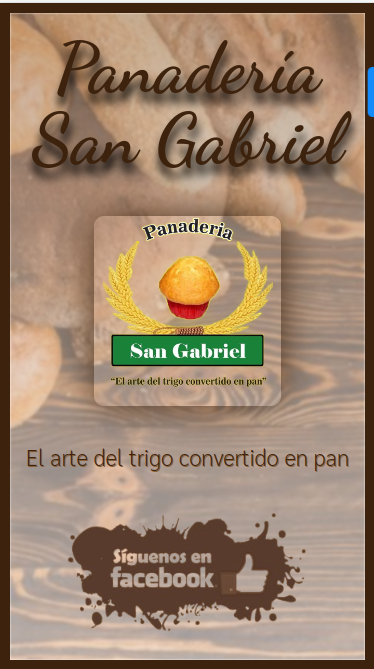 Panadería
San Gabriel
Panaderia
San Gabriel
"El arte del trigo convertido en pan"
El arte del trigo convertido en pan
Síguenos en
facebook